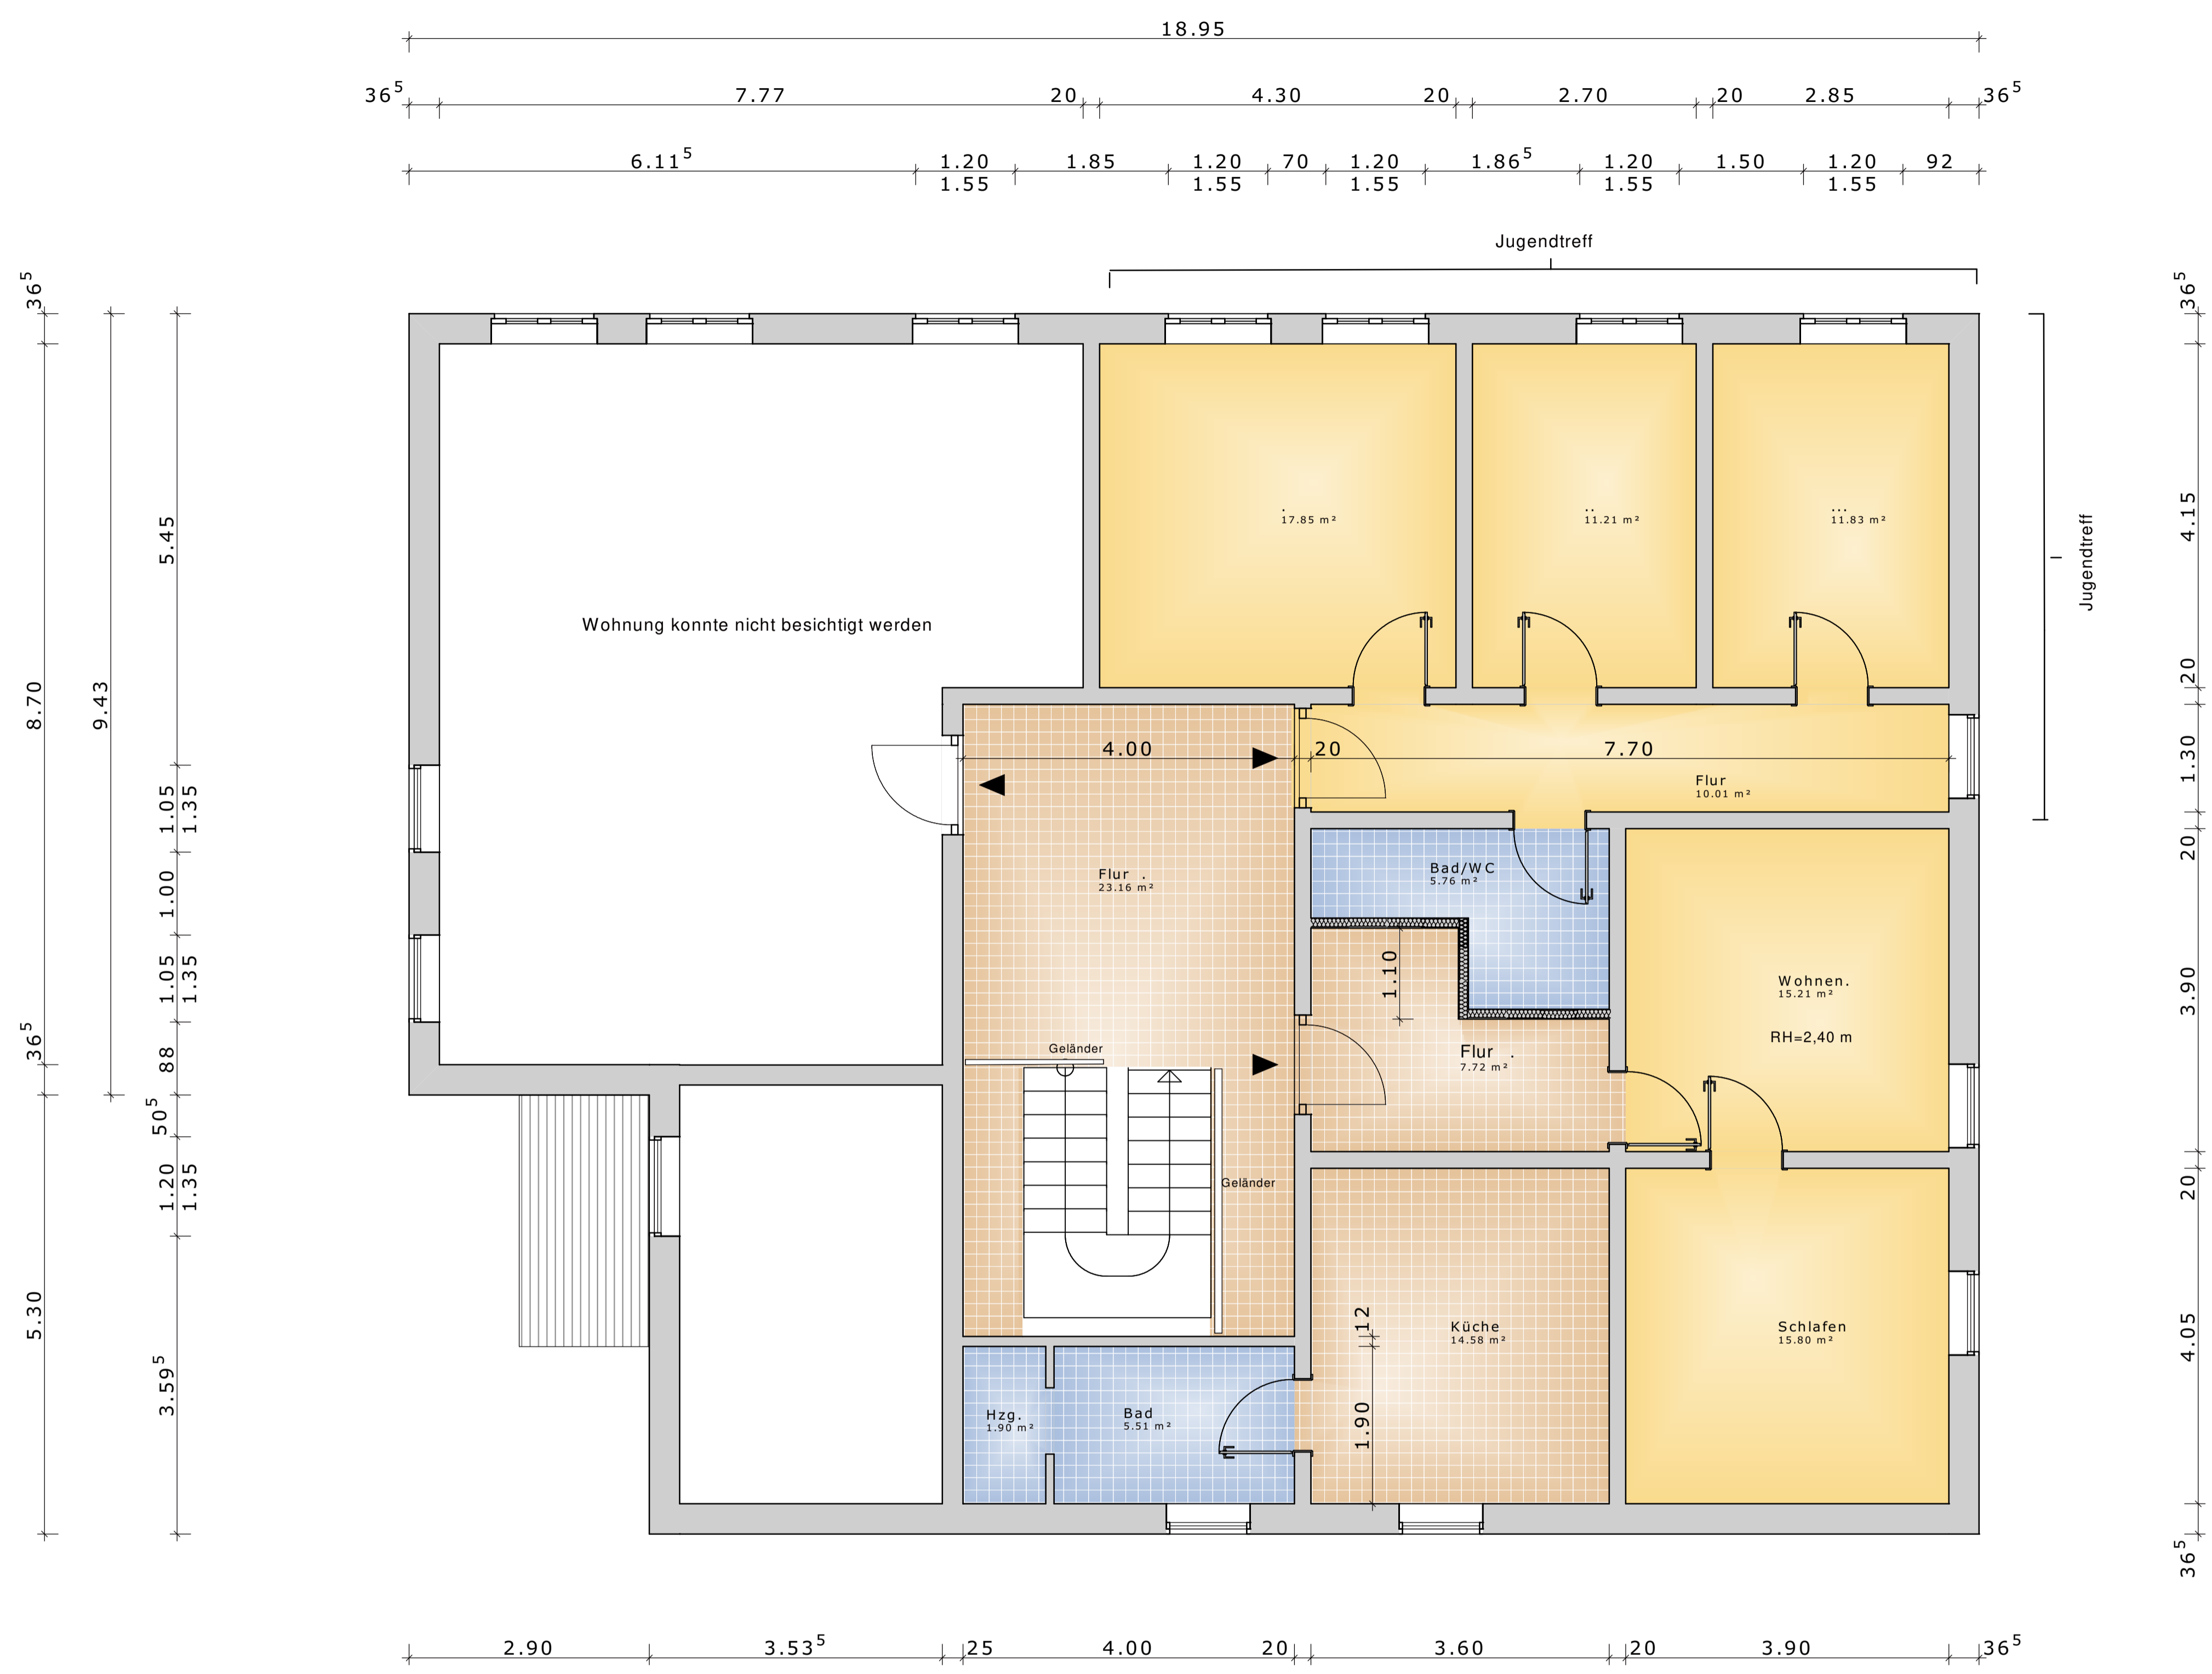 18.95
36⁵ 7.77 20 4.30 20 2.70 20 2.85 36⁵
6.11⁵ 1.20 1.85 1.20 70 1.20 1.86⁵ 1.20 1.50 1.20 92
1.55 1.55 1.55 1.55 1.55
Jugendtreff
Jugendtreff
36⁵
8.70
36⁵
5.30
9.43
5.45
1.05
1.35
1.00
1.05
1.35
88
50⁵
1.20
1.35
3.59⁵
36⁵
4.15
20
1.30
20
3.90
20
4.05
36⁵
.
17.85 m²
..
11.21 m²
...
11.83 m²
Wohnung konnte nicht besichtigt werden
4.00 20 7.70
Flur
10.01 m²
Flur .
23.16 m²
Bad/WC
5.76 m²
1.10
Wohnen.
15.21 m²
RH=2,40 m
Geländer
Flur .
7.72 m²
Geländer
12
1.90
Küche
14.58 m²
Schlafen
15.80 m²
Hzg.
1.90 m²
Bad
5.51 m²
2.90 3.53⁵ 25 4.00 20 3.60 20 3.90 36⁵